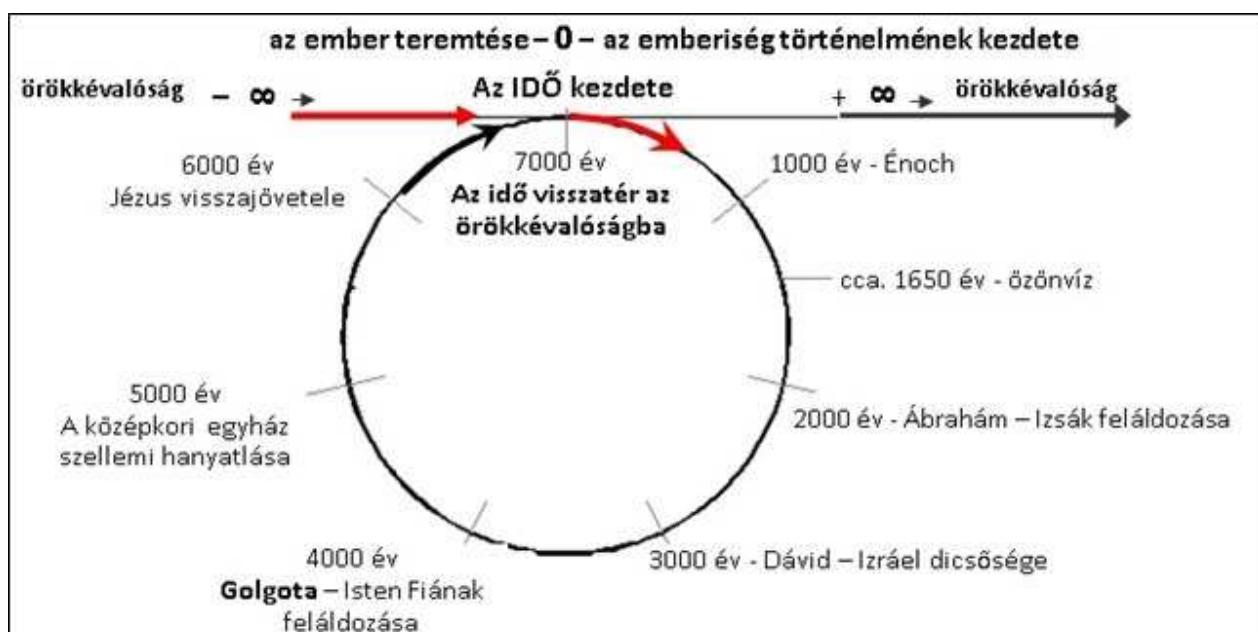 az ember teremtése – 0 – az emberiség történelmének kezdete
örökkévalóság – ∞ → Az IDŐ kezdete + ∞ → örökkévalóság
6000 év
Jézus visszajövetele
7000 év
Az idő visszatér az
örökkévalóságba
1000 év - Énoch
cca. 1650 év - özönvíz
5000 év
A középkori egyház
szellemi hanyatlása
2000 év - Ábrahám – Izsák feláldozása
4000 év
Golgota – Isten Fiának
feláldozása
3000 év - Dávid – Izráel dicsősége